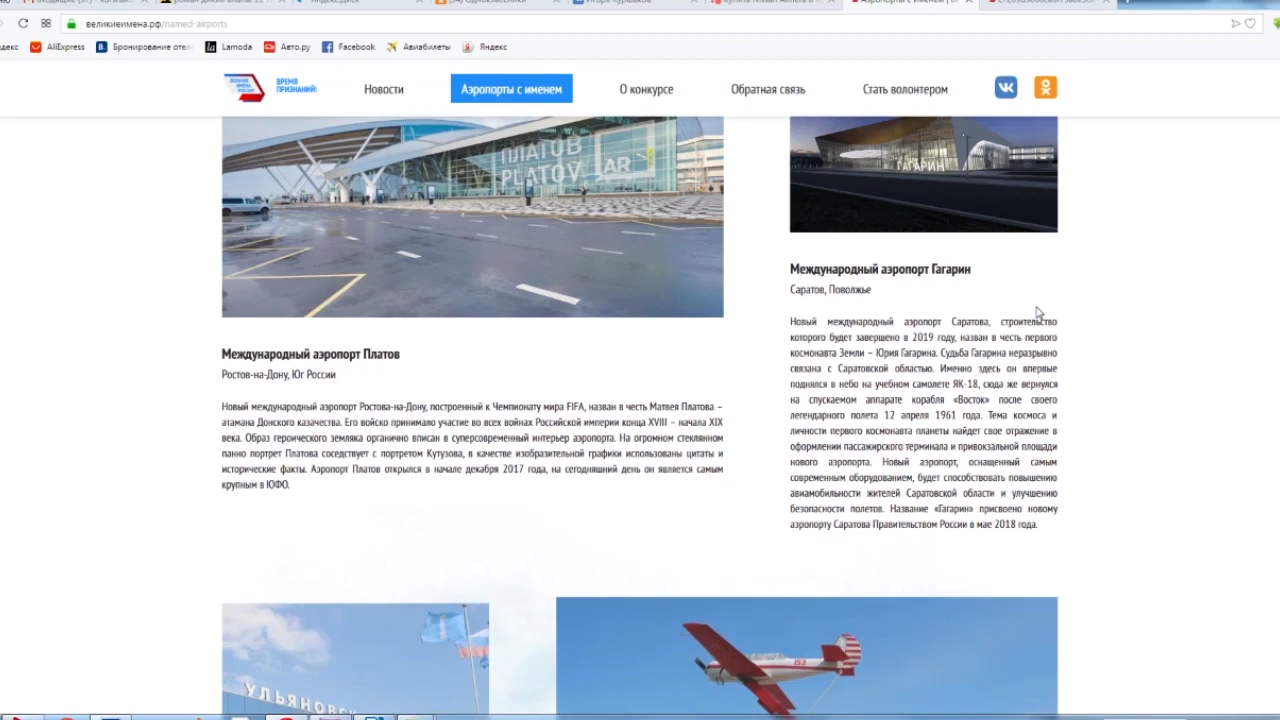 великиеимена.рф/named-airports
AliExpress
Бронирование отел
Lamoda
Авто.ру
Facebook
Авиабилеты
Яндекс
ВРЕМЯ
ПРИЗНАНИЙ!
Новости
Аэропорты с именем
О конкурсе
Обратная связь
Стать волонтером
ПЛАТОВ
PLATOV
ГАГАРИН
Международный аэропорт Платов
Ростов-на-Дону, Юг России
Новый международный аэропорт Ростова-на-Дону, построенный к Чемпионату мира FIFA, назван в честь Матвея Платова –
атамана Донского казачества. Его войско принимало участие во всех войнах Российской империи конца XVIII – начала XIX
века. Образ героического земляка органично вписан в суперсовременный интерьер аэропорта. На огромном стеклянном
панно портрет Платова соседствует с портретом Кутузова, в качестве изобразительной графики использованы цитаты и
исторические факты. Аэропорт Платов открылся в начале декабря 2017 года, на сегодняшний день он является самым
крупным в ЮФО.
Международный аэропорт Гагарин
Саратов, Поволжье
Новый международный аэропорт Саратова, строительство
которого будет завершено в 2019 году, назван в честь первого
космонавта Земли – Юрия Гагарина. Судьба Гагарина неразрывно
связана с Саратовской областью. Именно здесь он впервые
поднялся в небо на учебном самолете ЯК-18, сюда же вернулся
на спускаемом аппарате корабля «Восток» после своего
легендарного полета 12 апреля 1961 года. Тема космоса и
личности первого космонавта планеты найдет свое отражение в
оформлении пассажирского терминала и привокзальной площади
нового аэропорта. Новый аэропорт, оснащенный самым
современным оборудованием, будет способствовать повышению
авиамобильности жителей Саратовской области и улучшению
безопасности полетов. Название «Гагарин» присвоено новому
аэропорту Саратова Правительством России в мае 2018 года.
УЛЬЯНОВСК
153